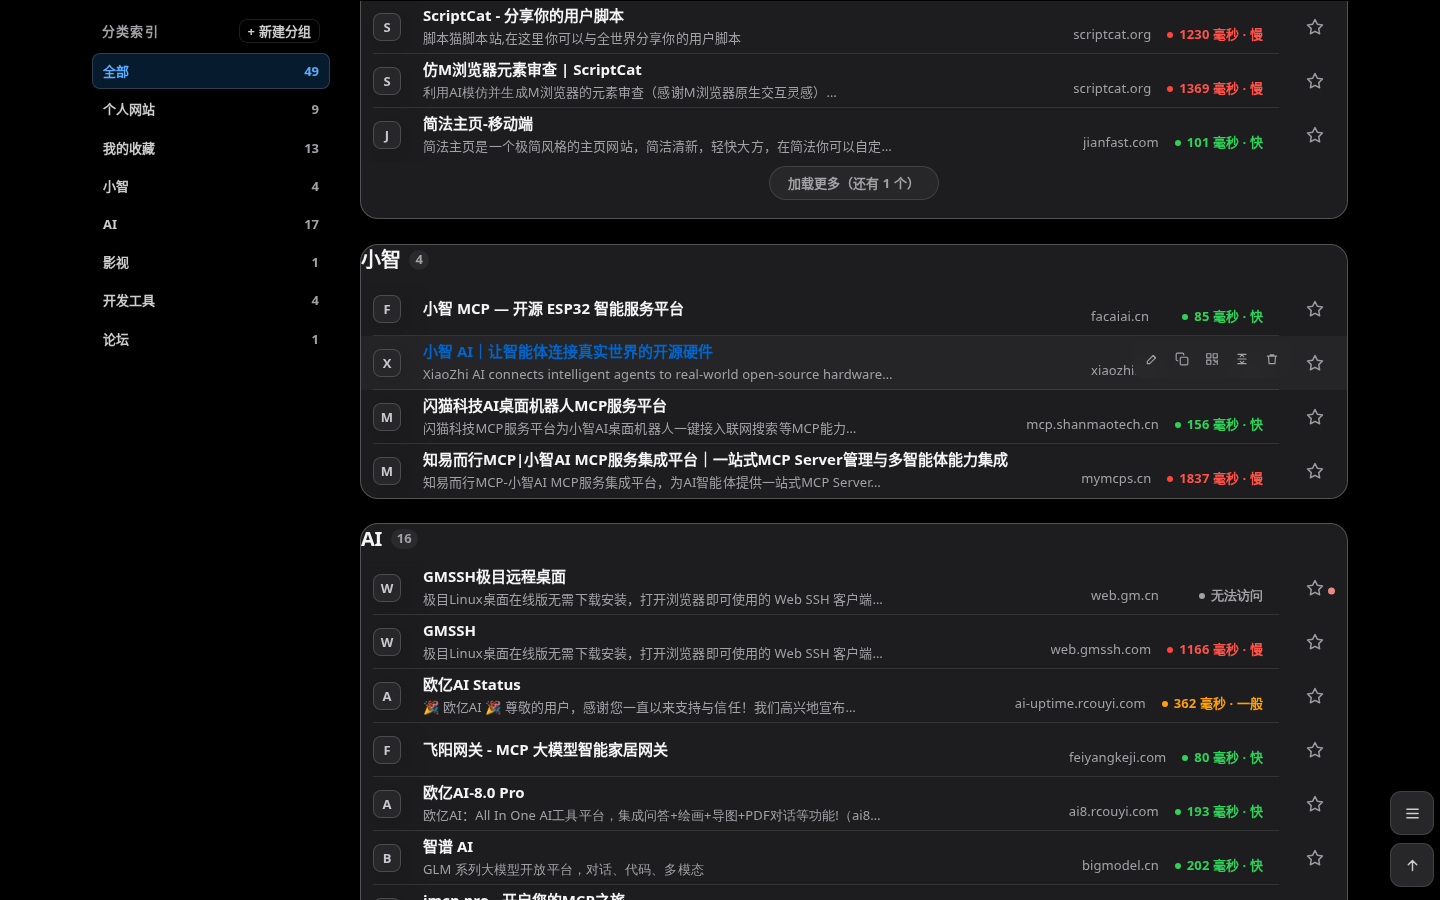 分类索引
+ 新建分组
全部 49
个人网站 9
我的收藏 13
小智 4
AI 17
影视 1
开发工具 4
论坛 1
S
ScriptCat - 分享你的用户脚本
脚本猫脚本站,在这里你可以与全世界分享你的用户脚本
scriptcat.org 1230 毫秒 · 慢
S
仿M浏览器元素审查 | ScriptCat
利用AI模仿并生成M浏览器的元素审查（感谢M浏览器原生交互灵感）...
scriptcat.org 1369 毫秒 · 慢
J
简法主页-移动端
简法主页是一个极简风格的主页网站，简洁清新，轻快大方，在简法你可以自定...
jianfast.com 101 毫秒 · 快
加载更多（还有 1 个）
小智 4
F
小智 MCP — 开源 ESP32 智能服务平台
facaiai.cn 85 毫秒 · 快
X
小智 AI｜让智能体连接真实世界的开源硬件
XiaoZhi AI connects intelligent agents to real-world open-source hardware...
xiaozhi.
M
闪猫科技AI桌面机器人MCP服务平台
闪猫科技MCP服务平台为小智AI桌面机器人一键接入联网搜索等MCP能力...
mcp.shanmaotech.cn 156 毫秒 · 快
M
知易而行MCP|小智AI MCP服务集成平台｜一站式MCP Server管理与多智能体能力集成
知易而行MCP-小智AI MCP服务集成平台，为AI智能体提供一站式MCP Server...
mymcps.cn 1837 毫秒 · 慢
AI 16
W
GMSSH极目远程桌面
极目Linux桌面在线版无需下载安装，打开浏览器即可使用的 Web SSH 客户端...
web.gm.cn 无法访问
W
GMSSH
极目Linux桌面在线版无需下载安装，打开浏览器即可使用的 Web SSH 客户端...
web.gmssh.com 1166 毫秒 · 慢
A
欧亿AI Status
🎉 欧亿AI 🎉 尊敬的用户，感谢您一直以来支持与信任！我们高兴地宣布...
ai-uptime.rcouyi.com 362 毫秒 · 一般
F
飞阳网关 - MCP 大模型智能家居网关
feiyangkeji.com 80 毫秒 · 快
A
欧亿AI-8.0 Pro
欧亿AI：All In One AI工具平台，集成问答+绘画+导图+PDF对话等功能!（ai8...
ai8.rcouyi.com 193 毫秒 · 快
B
智谱 AI
GLM 系列大模型开放平台，对话、代码、多模态
bigmodel.cn 202 毫秒 · 快
imcp.pro - 开启您的MCP之旅